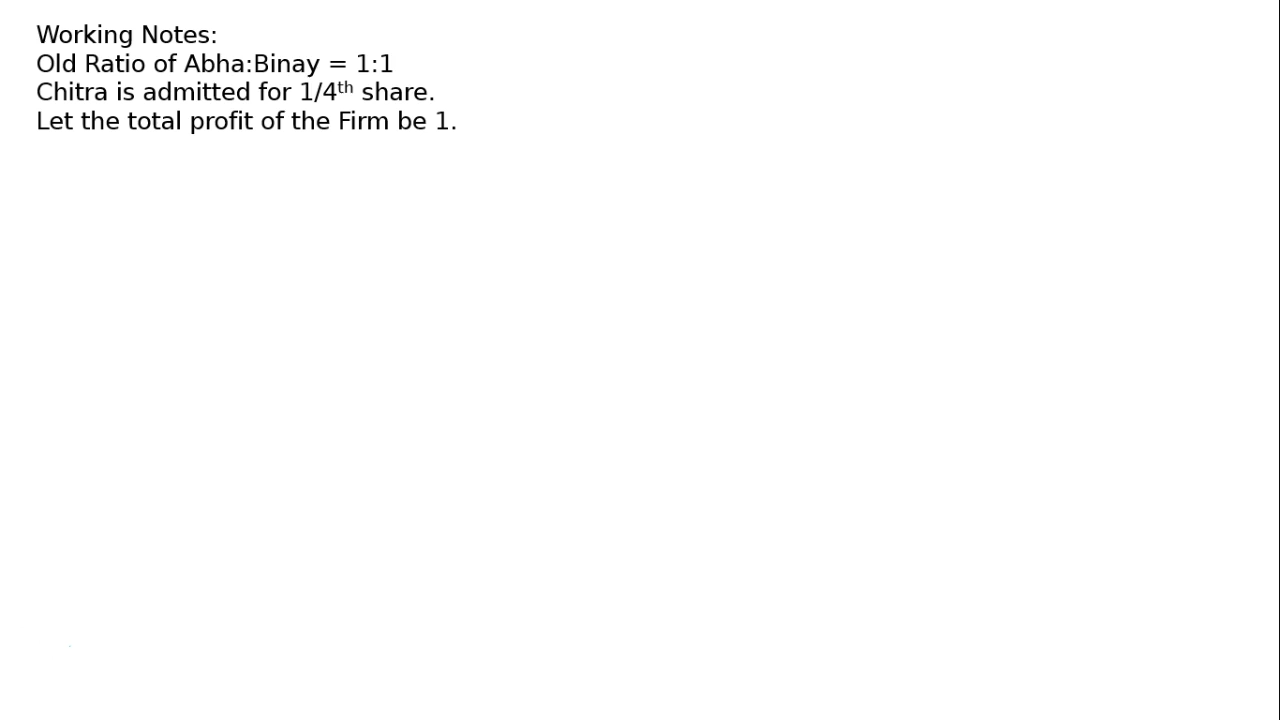 Working Notes:
Old Ratio of Abha:Binay = 1:1
Chitra is admitted for 1/4ᵗʰ share.
Let the total profit of the Firm be 1.